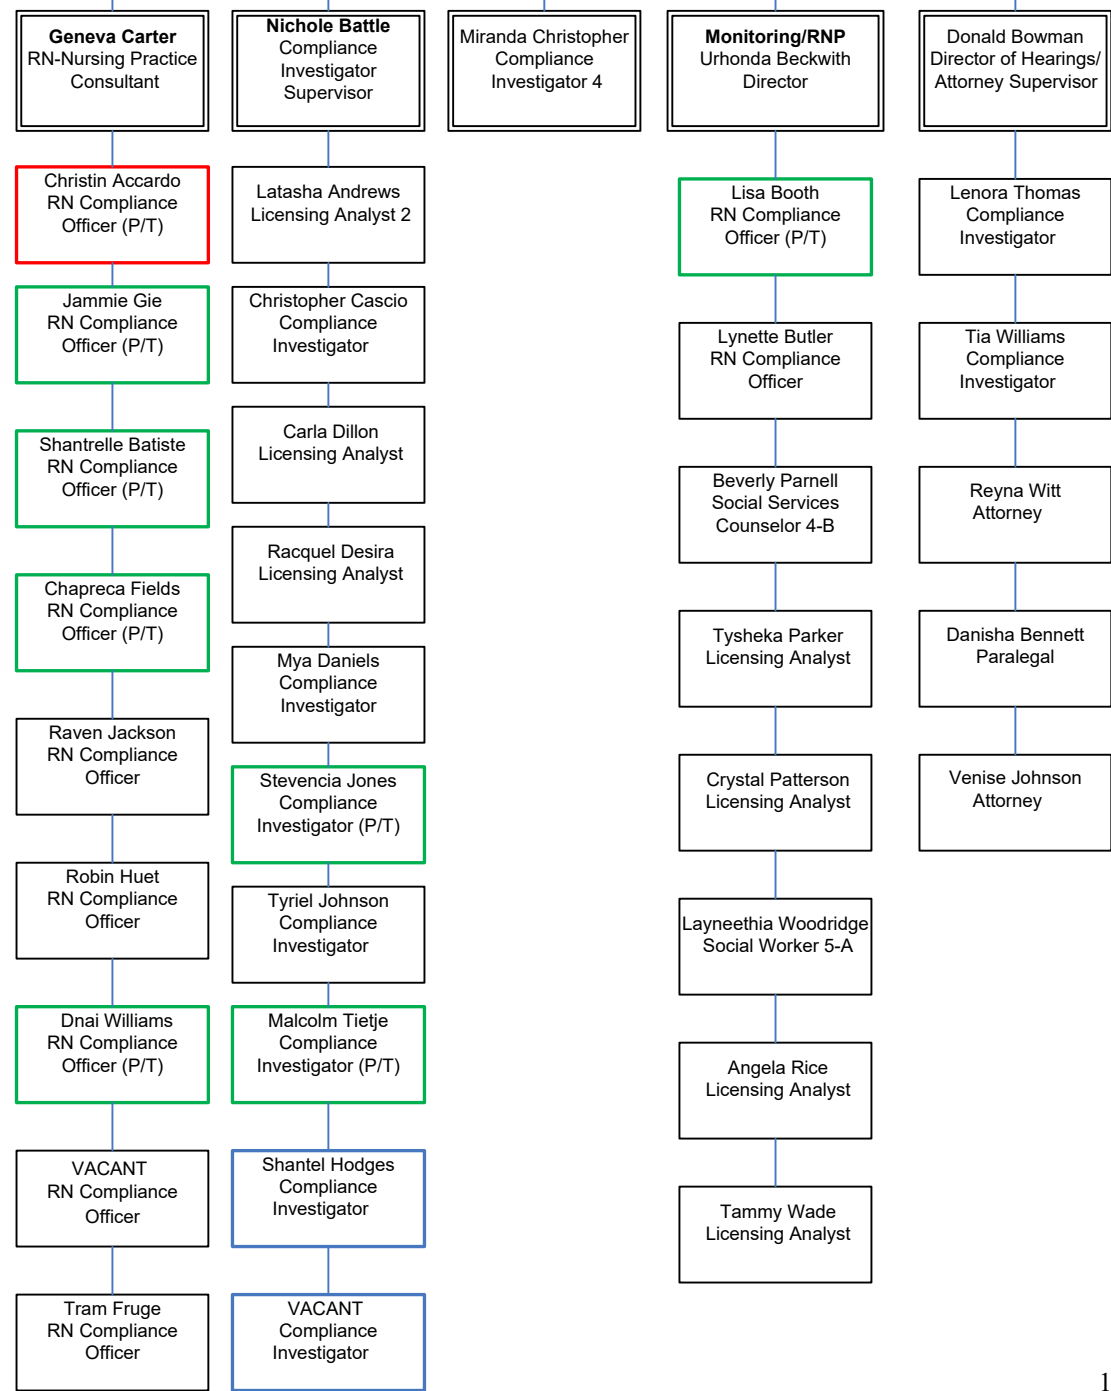 Geneva Carter
RN-Nursing Practice
Consultant
Christin Accardo
RN Compliance
Officer (P/T)
Jammie Gie
RN Compliance
Officer (P/T)
Shantrelle Batiste
RN Compliance
Officer (P/T)
Chapreca Fields
RN Compliance
Officer (P/T)
Raven Jackson
RN Compliance
Officer
Robin Huet
RN Compliance
Officer
Dnai Williams
RN Compliance
Officer (P/T)
VACANT
RN Compliance
Officer
Tram Fruge
RN Compliance
Officer
Nichole Battle
Compliance
Investigator
Supervisor
Latasha Andrews
Licensing Analyst 2
Christopher Cascio
Compliance
Investigator
Carla Dillon
Licensing Analyst
Racquel Desira
Licensing Analyst
Mya Daniels
Compliance
Investigator
Stevencia Jones
Compliance
Investigator (P/T)
Tyriel Johnson
Compliance
Investigator
Malcolm Tietje
Compliance
Investigator (P/T)
Shantel Hodges
Compliance
Investigator
VACANT
Compliance
Investigator
Miranda Christopher
Compliance
Investigator 4
Monitoring/RNP
Urhonda Beckwith
Director
Lisa Booth
RN Compliance
Officer (P/T)
Lynette Butler
RN Compliance
Officer
Beverly Parnell
Social Services
Counselor 4-B
Tysheka Parker
Licensing Analyst
Crystal Patterson
Licensing Analyst
Layneethia Woodridge
Social Worker 5-A
Angela Rice
Licensing Analyst
Tammy Wade
Licensing Analyst
Donald Bowman
Director of Hearings/
Attorney Supervisor
Lenora Thomas
Compliance
Investigator
Tia Williams
Compliance
Investigator
Reyna Witt
Attorney
Danisha Bennett
Paralegal
Venise Johnson
Attorney
1